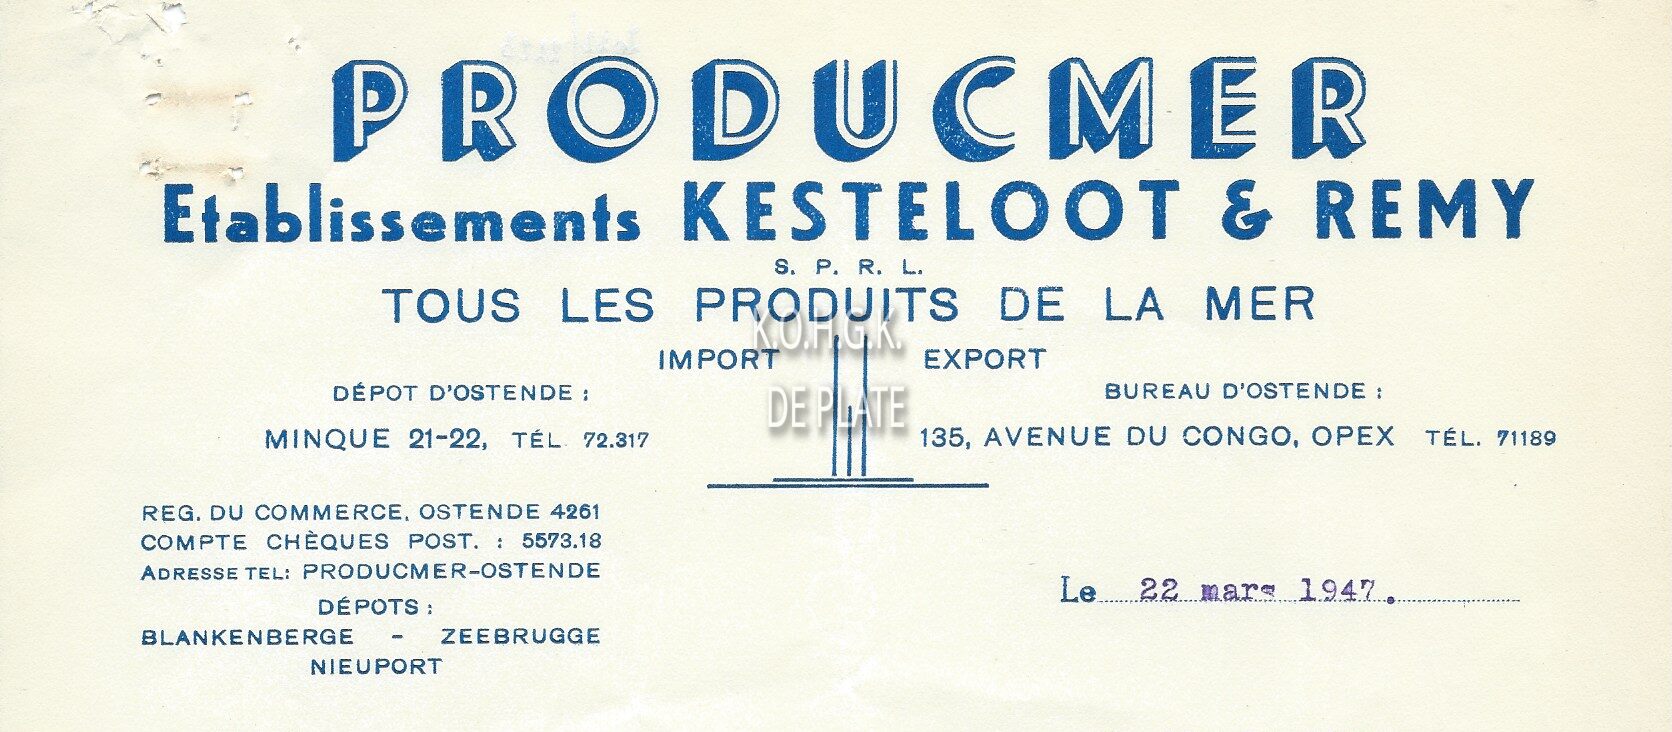 PRODUCMER
Etablissements KESTELOOT & REMY
S. P. R. L.
TOUS LES PRODUITS DE LA MER
K.O.H.G.K.
DE PLATE
IMPORT EXPORT
DÉPOT D'OSTENDE :
MINQUE 21-22, TÉL 72.317
BUREAU D'OSTENDE :
135, AVENUE DU CONGO, OPEX TÉL. 71189
REG. DU COMMERCE, OSTENDE 4261
COMPTE CHÈQUES POST. : 5573.18
ADRESSE TEL: PRODUCMER-OSTENDE
DÉPOTS :
BLANKENBERGE - ZEEBRUGGE
NIEUPORT
Le 22 mars 1947.